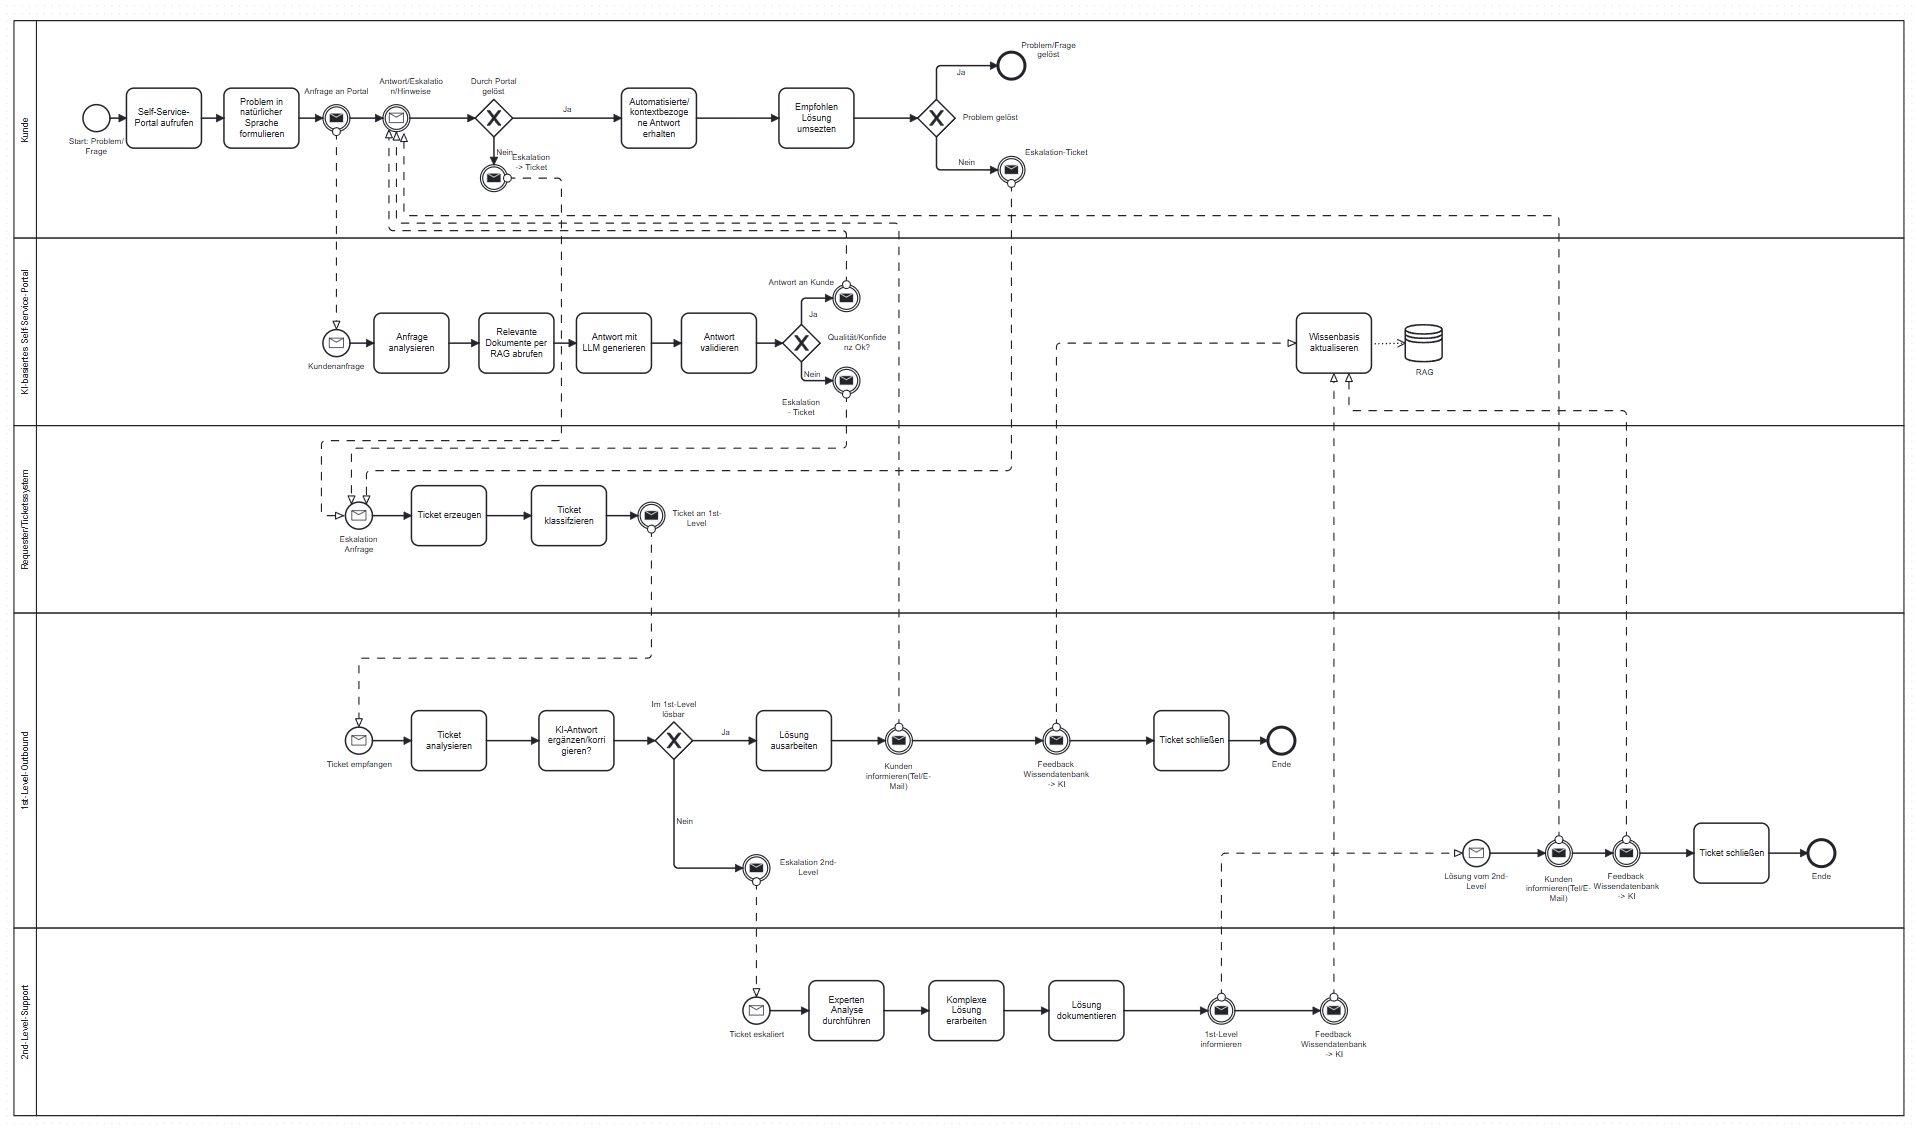 Kunde
Start: Problem/
Frage
Self-Service-
Portal aufrufen
Problem in
natürlicher
Sprache
formulieren
Anfrage an Portal
Antwort/Eskalatio
n/Hinweise
Durch Portal
gelöst
Ja
Nein
Eskalation
-> Ticket
Automatisierte/
kontextbezoge
ne Antwort
erhalten
Empfohlen
Lösung
umsezten
Problem gelöst
Ja
Problem/Frage
gelöst
Nein
Eskalation-Ticket
KI-basiertes Self-Service-Portal
Kundenanfrage
Anfrage
analysieren
Relevante
Dokumente per
RAG abrufen
Antwort mit
LLM generieren
Antwort
validieren
Qualität/Konfide
nz Ok?
Ja
Antwort an Kunde
Nein
Eskalation
- Ticket
Wissenbasis
aktualiseren
RAG
Requester/Ticketssystem
Eskalation
Anfrage
Ticket erzeugen
Ticket
klassifzieren
Ticket an 1st-
Level
1st-Level-Outbound
Ticket empfangen
Ticket
analysieren
KI-Antwort
ergänzen/korri
gieren?
Im 1st-Level
lösbar
Ja
Lösung
ausarbeiten
Kunden
informieren(Tel/E-
Mail)
Feedback
Wissendatenbank
-> KI
Ticket schließen
Ende
Nein
Eskalation 2nd-
Level
Lösung vom 2nd-
Level
Kunden
informieren(Tel/E-
Mail)
Feedback
Wissendatenbank
-> KI
Ticket schließen
Ende
2nd-Level-Support
Ticket eskaliert
Experten
Analyse
durchführen
Komplexe
Lösung
erarbeiten
Lösung
dokumentieren
1st-Level
informieren
Feedback
Wissendatenbank
-> KI